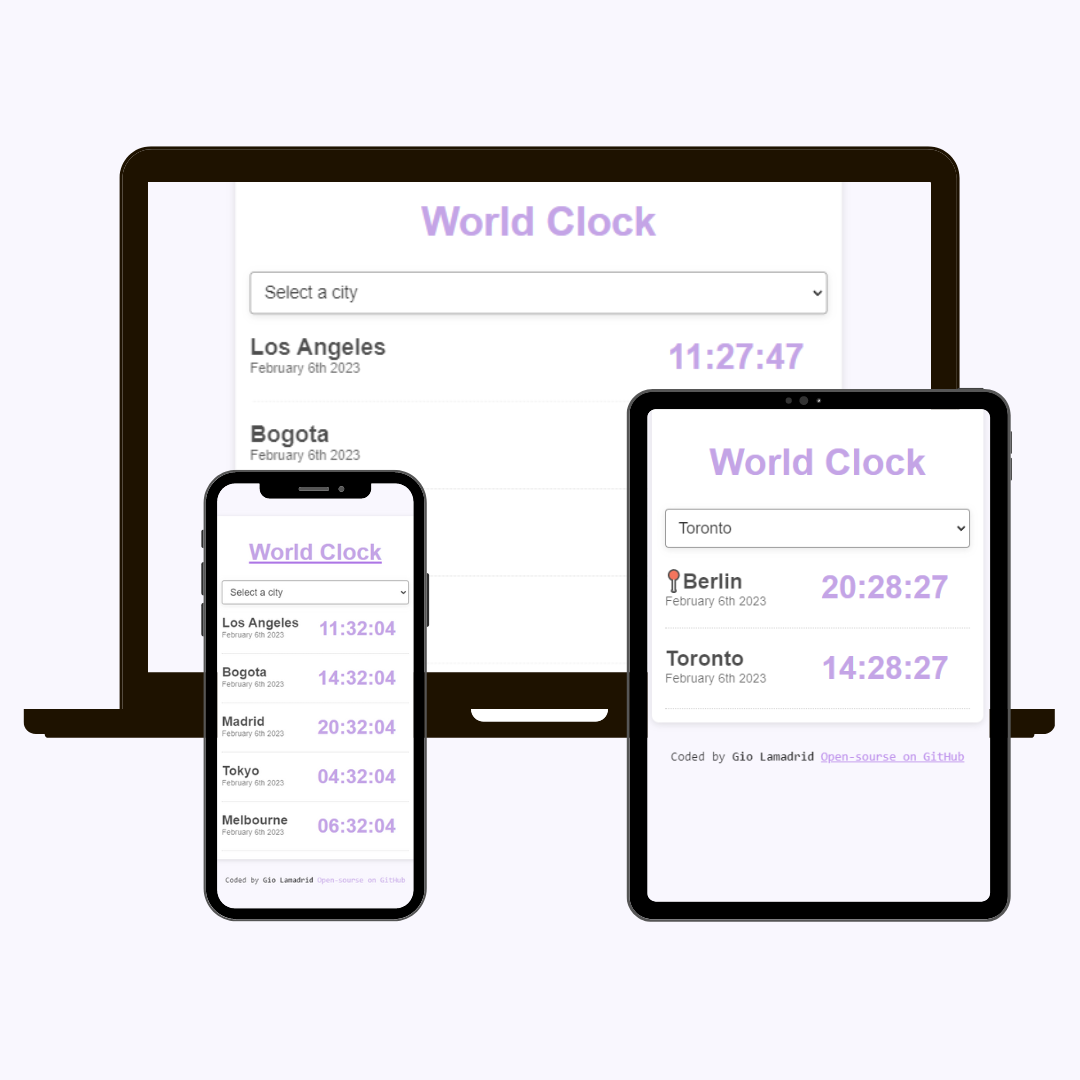 World Clock
Select a city
Los Angeles 11:27:47
February 6th 2023
Bogota
February 6th 2023
World Clock
Select a city
Los Angeles 11:32:04
February 6th 2023
Bogota 14:32:04
February 6th 2023
Madrid 20:32:04
February 6th 2023
Tokyo 04:32:04
February 6th 2023
Melbourne 06:32:04
February 6th 2023
Coded by Gio Lamadrid Open-sourse on GitHub
World Clock
Toronto
📍Berlin 20:28:27
February 6th 2023
Toronto 14:28:27
February 6th 2023
Coded by Gio Lamadrid Open-sourse on GitHub